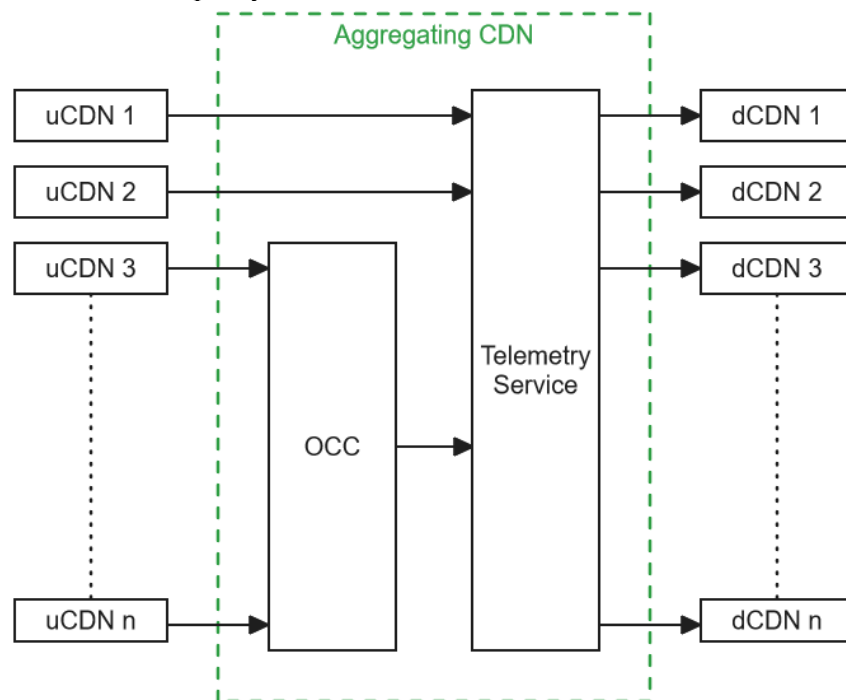 Aggregating CDN
uCDN 1
dCDN 1
uCDN 2
dCDN 2
uCDN 3
dCDN 3
Telemetry
Service
OCC
uCDN n
dCDN n